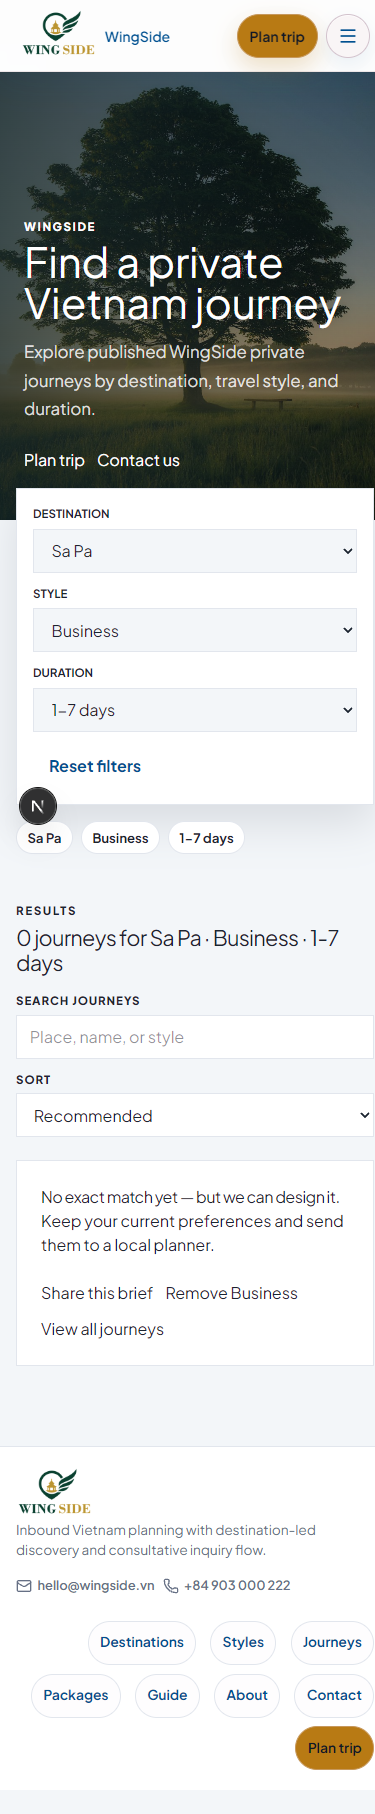 WING SIDE
WingSide
Plan trip
WINGSIDE
Find a private
Vietnam journey
Explore published WingSide private
journeys by destination, travel style, and
duration.
Plan trip Contact us
DESTINATION
Sa Pa
STYLE
Business
DURATION
1–7 days
Reset filters
N
Sa Pa Business 1–7 days
RESULTS
0 journeys for Sa Pa · Business · 1–7
days
SEARCH JOURNEYS
Place, name, or style
SORT
Recommended
No exact match yet — but we can design it.
Keep your current preferences and send
them to a local planner.
Share this brief Remove Business
View all journeys
WING SIDE
Inbound Vietnam planning with destination-led
discovery and consultative inquiry flow.
hello@wingside.vn +84 903 000 222
Destinations Styles Journeys
Packages Guide About Contact
Plan trip